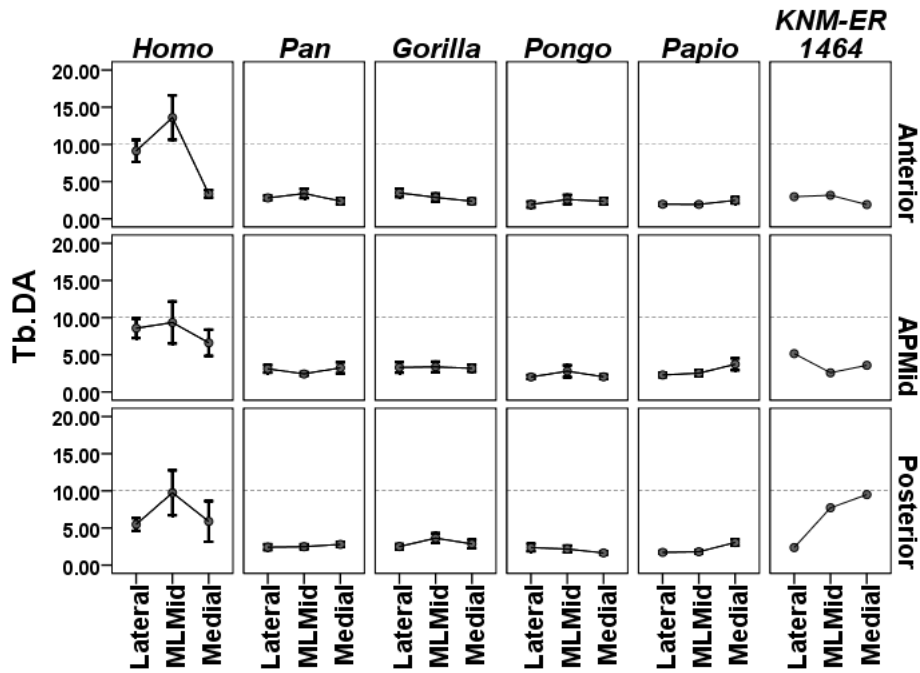 Homo Pan Gorilla Pongo Papio KNM-ER 1464
Tb.DA
20.00
15.00
10.00
5.00
0.00
Anterior
20.00
15.00
10.00
5.00
0.00
APMid
20.00
15.00
10.00
5.00
0.00
Posterior
Lateral MLMid Medial Lateral MLMid Medial Lateral MLMid Medial Lateral MLMid Medial Lateral MLMid Medial Lateral MLMid Medial